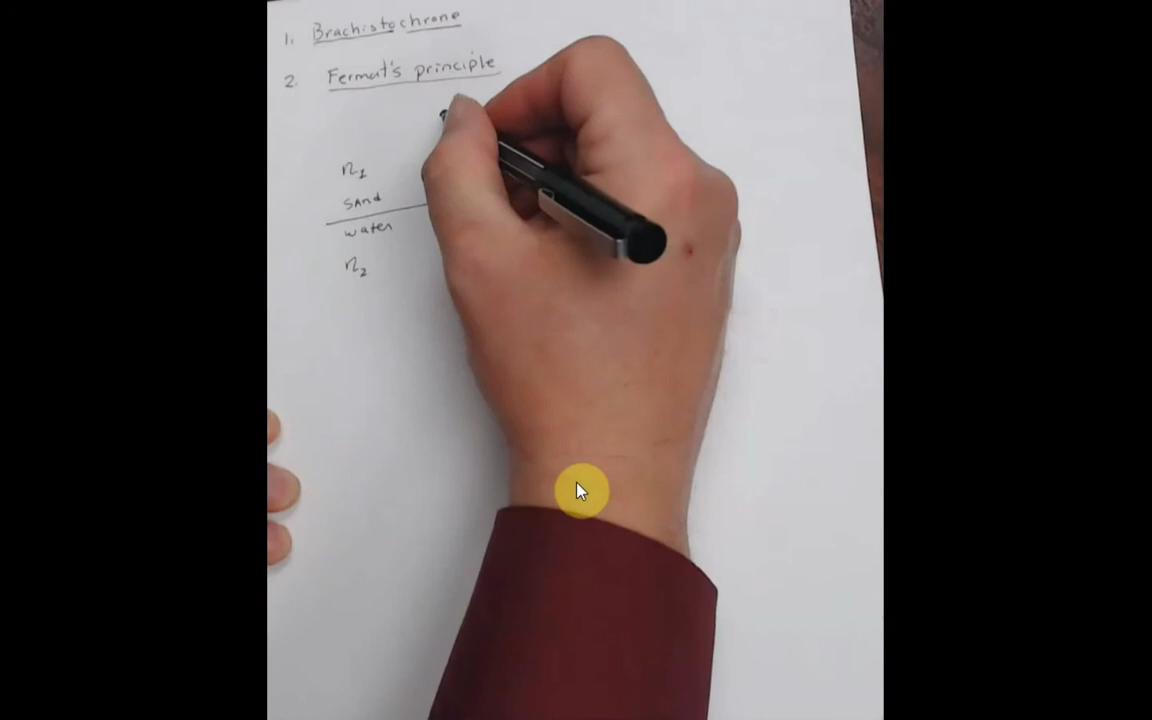 1. Brachistochrone
2. Fermat's principle
n1
SAnd
water
n2